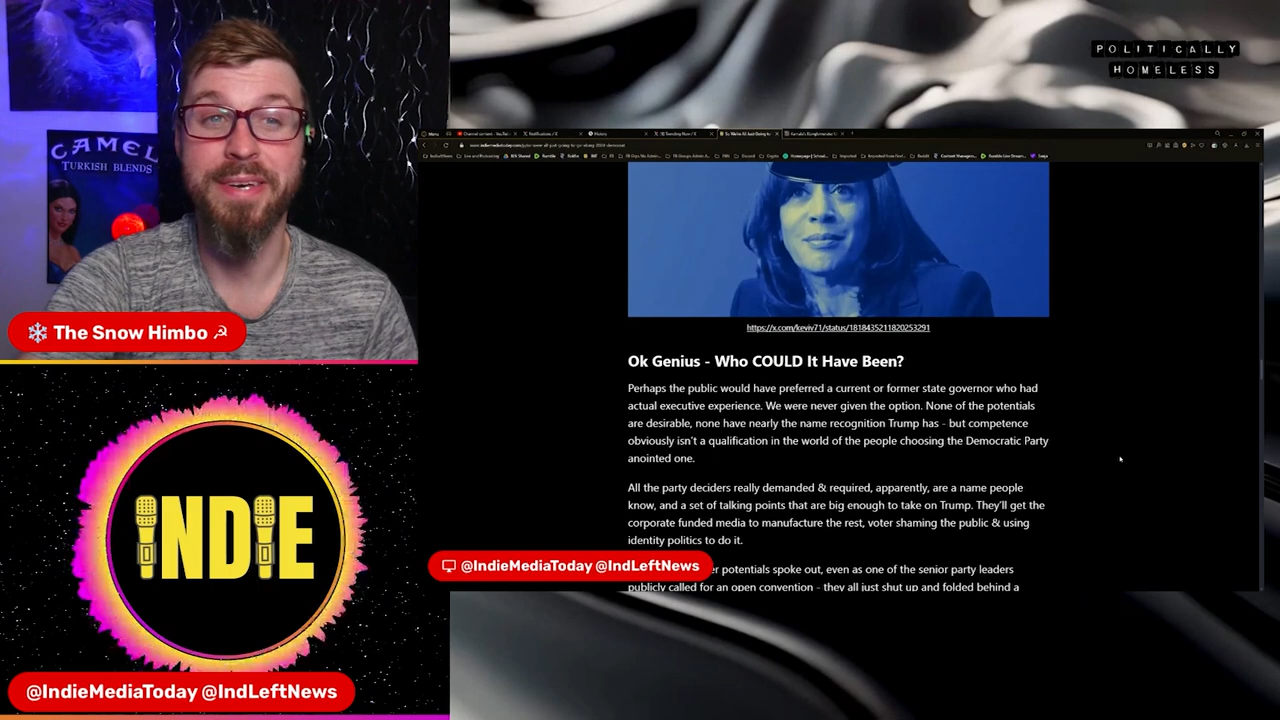 POLITICALLY
HOMELESS
CAMEL
TURKISH BLENDS
The Snow Himbo
https://x.com/keviv71/status/1818435211820253291
Ok Genius - Who COULD It Have Been?
Perhaps the public would have preferred a current or former state governor who had
actual executive experience. We were never given the option. None of the potentials
are desirable, none have nearly the name recognition Trump has - but competence
obviously isn't a qualification in the world of the people choosing the Democratic Party
anointed one.
All the party deciders really demanded & required, apparently, are a name people
know, and a set of talking points that are big enough to take on Trump. They'll get the
corporate funded media to manufacture the rest, voter shaming the public & using
identity politics to do it.
@IndieMediaToday @IndLeftNews
potentials spoke out, even as one of the senior party leaders
publicly called for an open convention - they all just shut up and folded behind a
INDIE
@IndieMediaToday @IndLeftNews